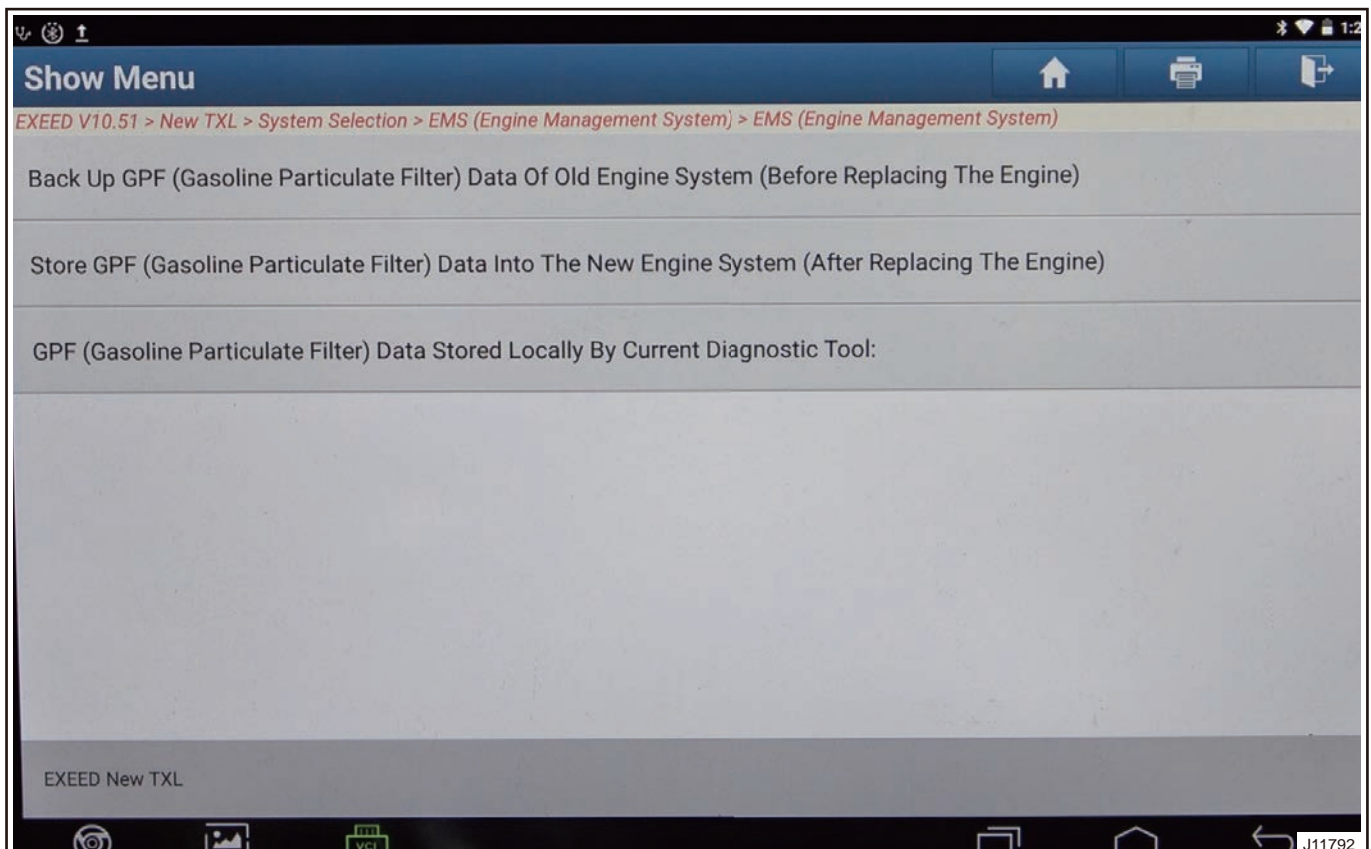 1:2
Show Menu
EXEED V10.51 > New TXL > System Selection > EMS (Engine Management System) > EMS (Engine Management System)
Back Up GPF (Gasoline Particulate Filter) Data Of Old Engine System (Before Replacing The Engine)
Store GPF (Gasoline Particulate Filter) Data Into The New Engine System (After Replacing The Engine)
GPF (Gasoline Particulate Filter) Data Stored Locally By Current Diagnostic Tool:
EXEED New TXL
VCI
J11792